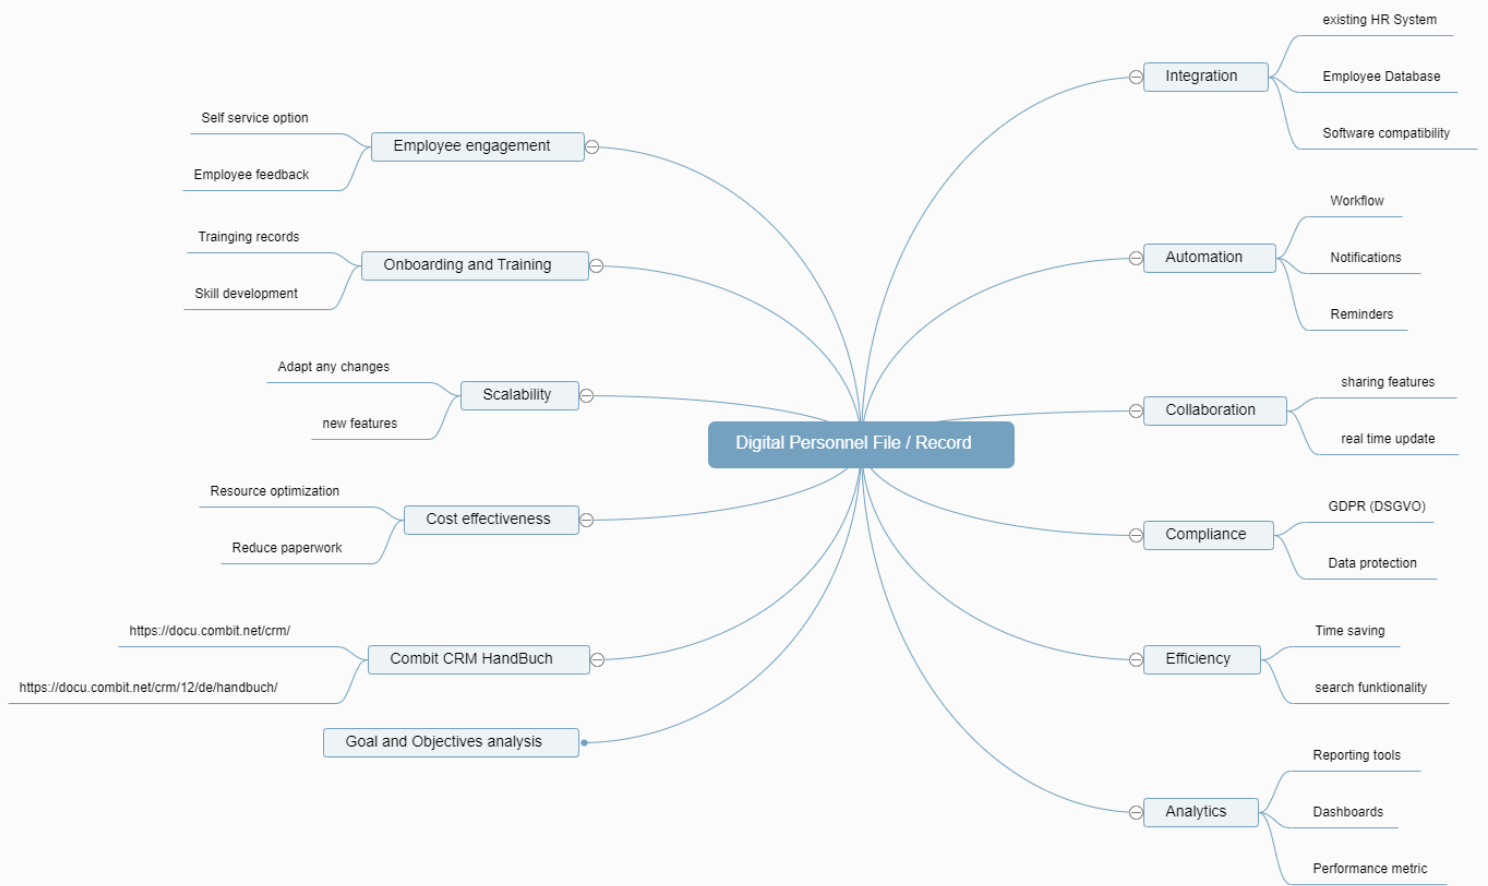 Digital Personnel File / Record
Employee engagement
Self service option
Employee feedback
Onboarding and Training
Trainging records
Skill development
Scalability
Adapt any changes
new features
Cost effectiveness
Resource optimization
Reduce paperwork
Combit CRM HandBuch
https://docu.combit.net/crm/
https://docu.combit.net/crm/12/de/handbuch/
Goal and Objectives analysis
Integration
existing HR System
Employee Database
Software compatibility
Automation
Workflow
Notifications
Reminders
Collaboration
sharing features
real time update
Compliance
GDPR (DSGVO)
Data protection
Efficiency
Time saving
search funktionality
Analytics
Reporting tools
Dashboards
Performance metric